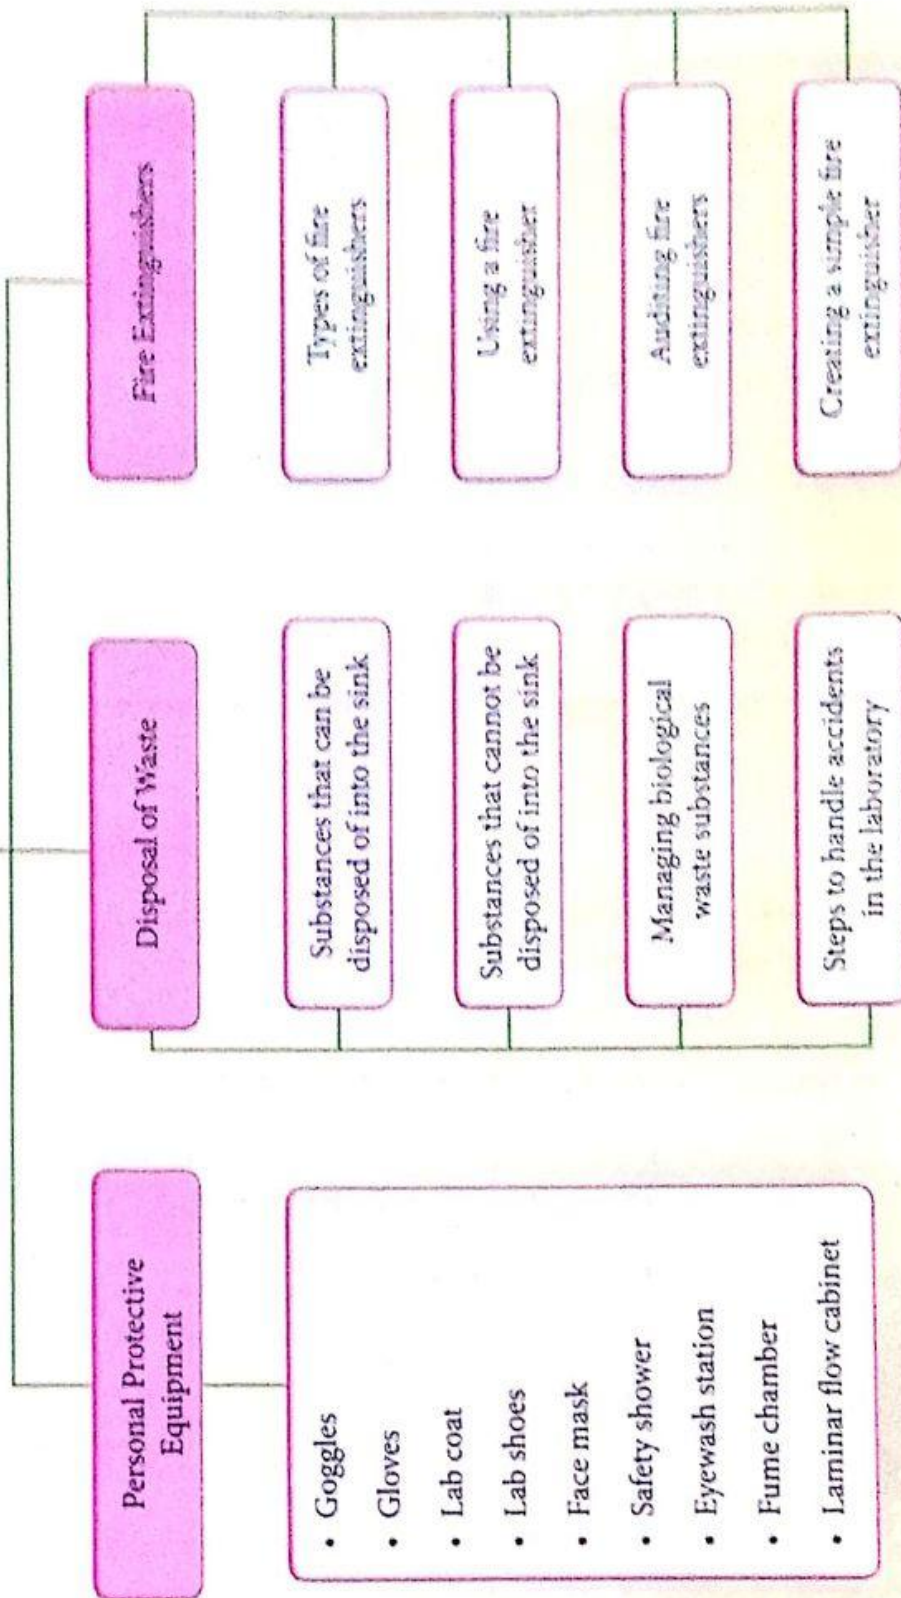 Personal Protective
Equipment
• Goggles
• Gloves
• Lab coat
• Lab shoes
• Face mask
• Safety shower
• Eyewash station
• Fume chamber
• Laminar flow cabinet
Disposal of Waste
Substances that can be
disposed of into the sink
Substances that cannot be
disposed of into the sink
Managing biological
waste substances
Steps to handle accidents
in the laboratory
Fire Extinguishers
Types of fire
extinguishers
Using a fire
extinguisher
Auditing fire
extinguishers
Creating a simple fire
extinguisher